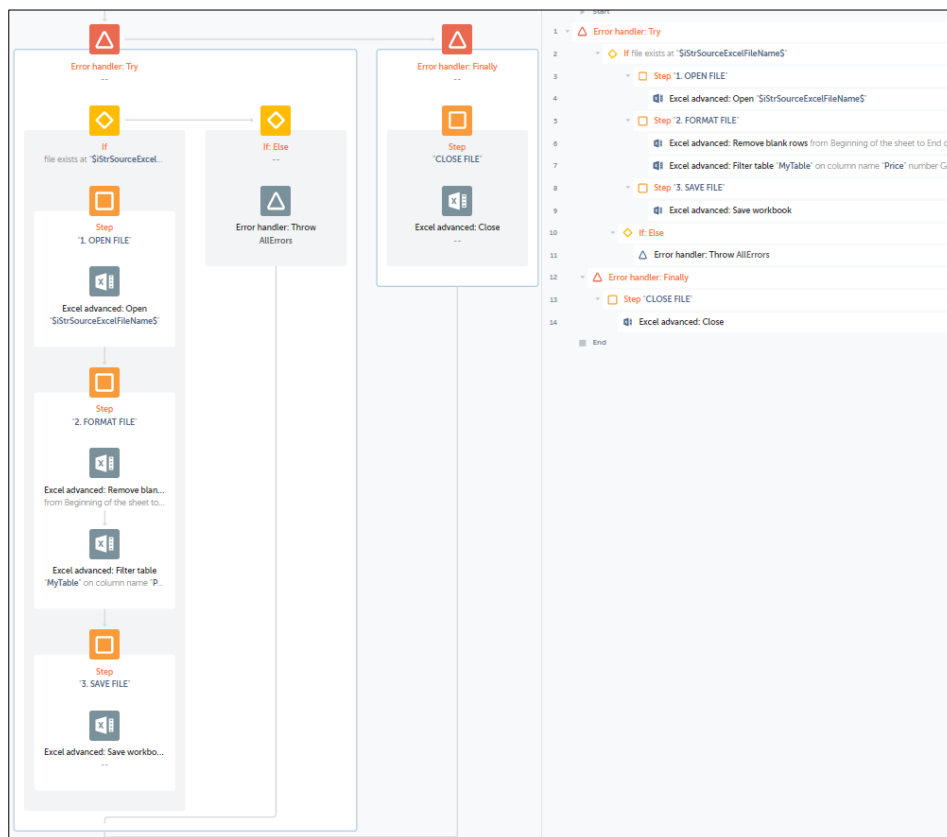 Error handler: Try
--
Error handler: Finally
--
If
file exists at "$iStrSourceExcel...
If: Else
--
Step
"CLOSE FILE"
Step
"1. OPEN FILE"
Error handler: Throw
AllErrors
Excel advanced: Close
--
Excel advanced: Open
"$iStrSourceExcelFileName$"
Step
"2. FORMAT FILE"
Excel advanced: Remove blan...
from Beginning of the sheet to...
Excel advanced: Filter table
"MyTable" on column name "P...
Step
"3. SAVE FILE"
Excel advanced: Save workbo...
--
Start
1 Error handler: Try
2 If file exists at "$iStrSourceExcelFileName$"
3 Step "1. OPEN FILE"
4 Excel advanced: Open "$iStrSourceExcelFileName$"
5 Step "2. FORMAT FILE"
6 Excel advanced: Remove blank rows from Beginning of the sheet to End
7 Excel advanced: Filter table "MyTable" on column name "Price" number G
8 Step "3. SAVE FILE"
9 Excel advanced: Save workbook
10 If: Else
11 Error handler: Throw AllErrors
12 Error handler: Finally
13 Step "CLOSE FILE"
14 Excel advanced: Close
End